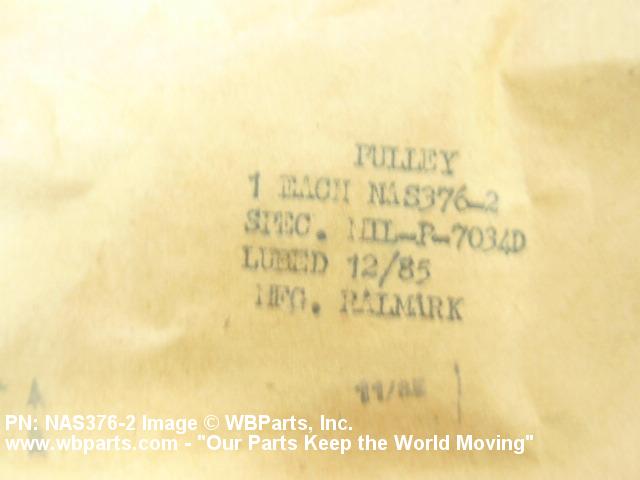 PULLEY
1 EACH NAS376-2
SPEC. MIL-P-7034D
LUBED 12/85
MFG. RALMARK
A
PN: NAS376-2 Image © WBParts, Inc.
www.wbparts.com - "Our Parts Keep the World Moving"